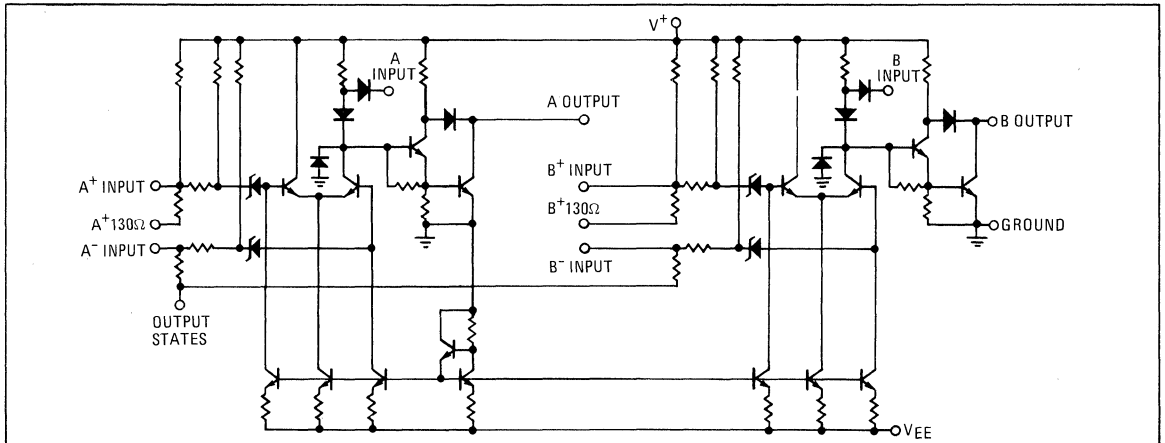 V+
A
INPUT
B
INPUT
A OUTPUT
B OUTPUT
A+ INPUT
B+ INPUT
A+ 130Ω
B+ 130Ω
GROUND
A- INPUT
B- INPUT
OUTPUT
STATES
VEE